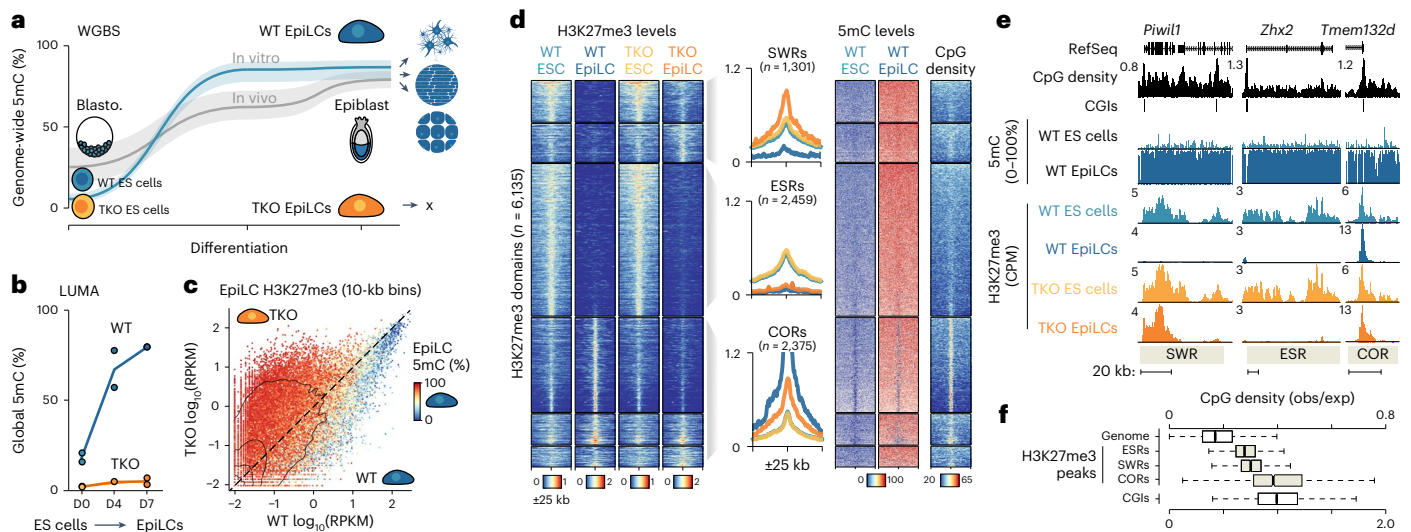 a
WGBS
Genome-wide 5mC (%)
100
50
0
In vitro
In vivo
WT EpiLCs
Blasto.
Epiblast
WT ES cells
TKO ES cells
TKO EpiLCs
x
Differentiation
b
LUMA
Global 5mC (%)
100
50
0
WT
TKO
D0 D4 D7
ES cells EpiLCs
c
EpiLC H3K27me3 (10-kb bins)
TKO
TKO log10(RPKM)
2
1
0
−1
−2
EpiLC
5mC (%)
100
0
WT
−2 −1 0 1 2
WT log10(RPKM)
d
H3K27me3 levels
WT ESC
WT EpiLC
TKO ESC
TKO EpiLC
H3K27me3 domains (n = 6,135)
0 1
0 2
0 1
0 2
±25 kb
SWRs
(n = 1,301)
1.2
0
ESRs
(n = 2,459)
1.2
0
CORs
(n = 2,375)
1.2
0
±25 kb
5mC levels
WT ESC
WT EpiLC
CpG density
0 100
20 65
e
Piwil1 Zhx2 Tmem132d
RefSeq
CpG density
0.8 1.3 1.2
CGIs
5mC
(0–100%)
WT ES cells
WT EpiLCs
H3K27me3
(CPM)
5 3 6
WT ES cells
4 3 13
WT EpiLCs
5 3 6
TKO ES cells
4 3 13
TKO EpiLCs
SWR ESR COR
20 kb:
f
CpG density (obs/exp)
0 0.8
H3K27me3
peaks
Genome
ESRs
SWRs
CORs
CGIs
0 2.0